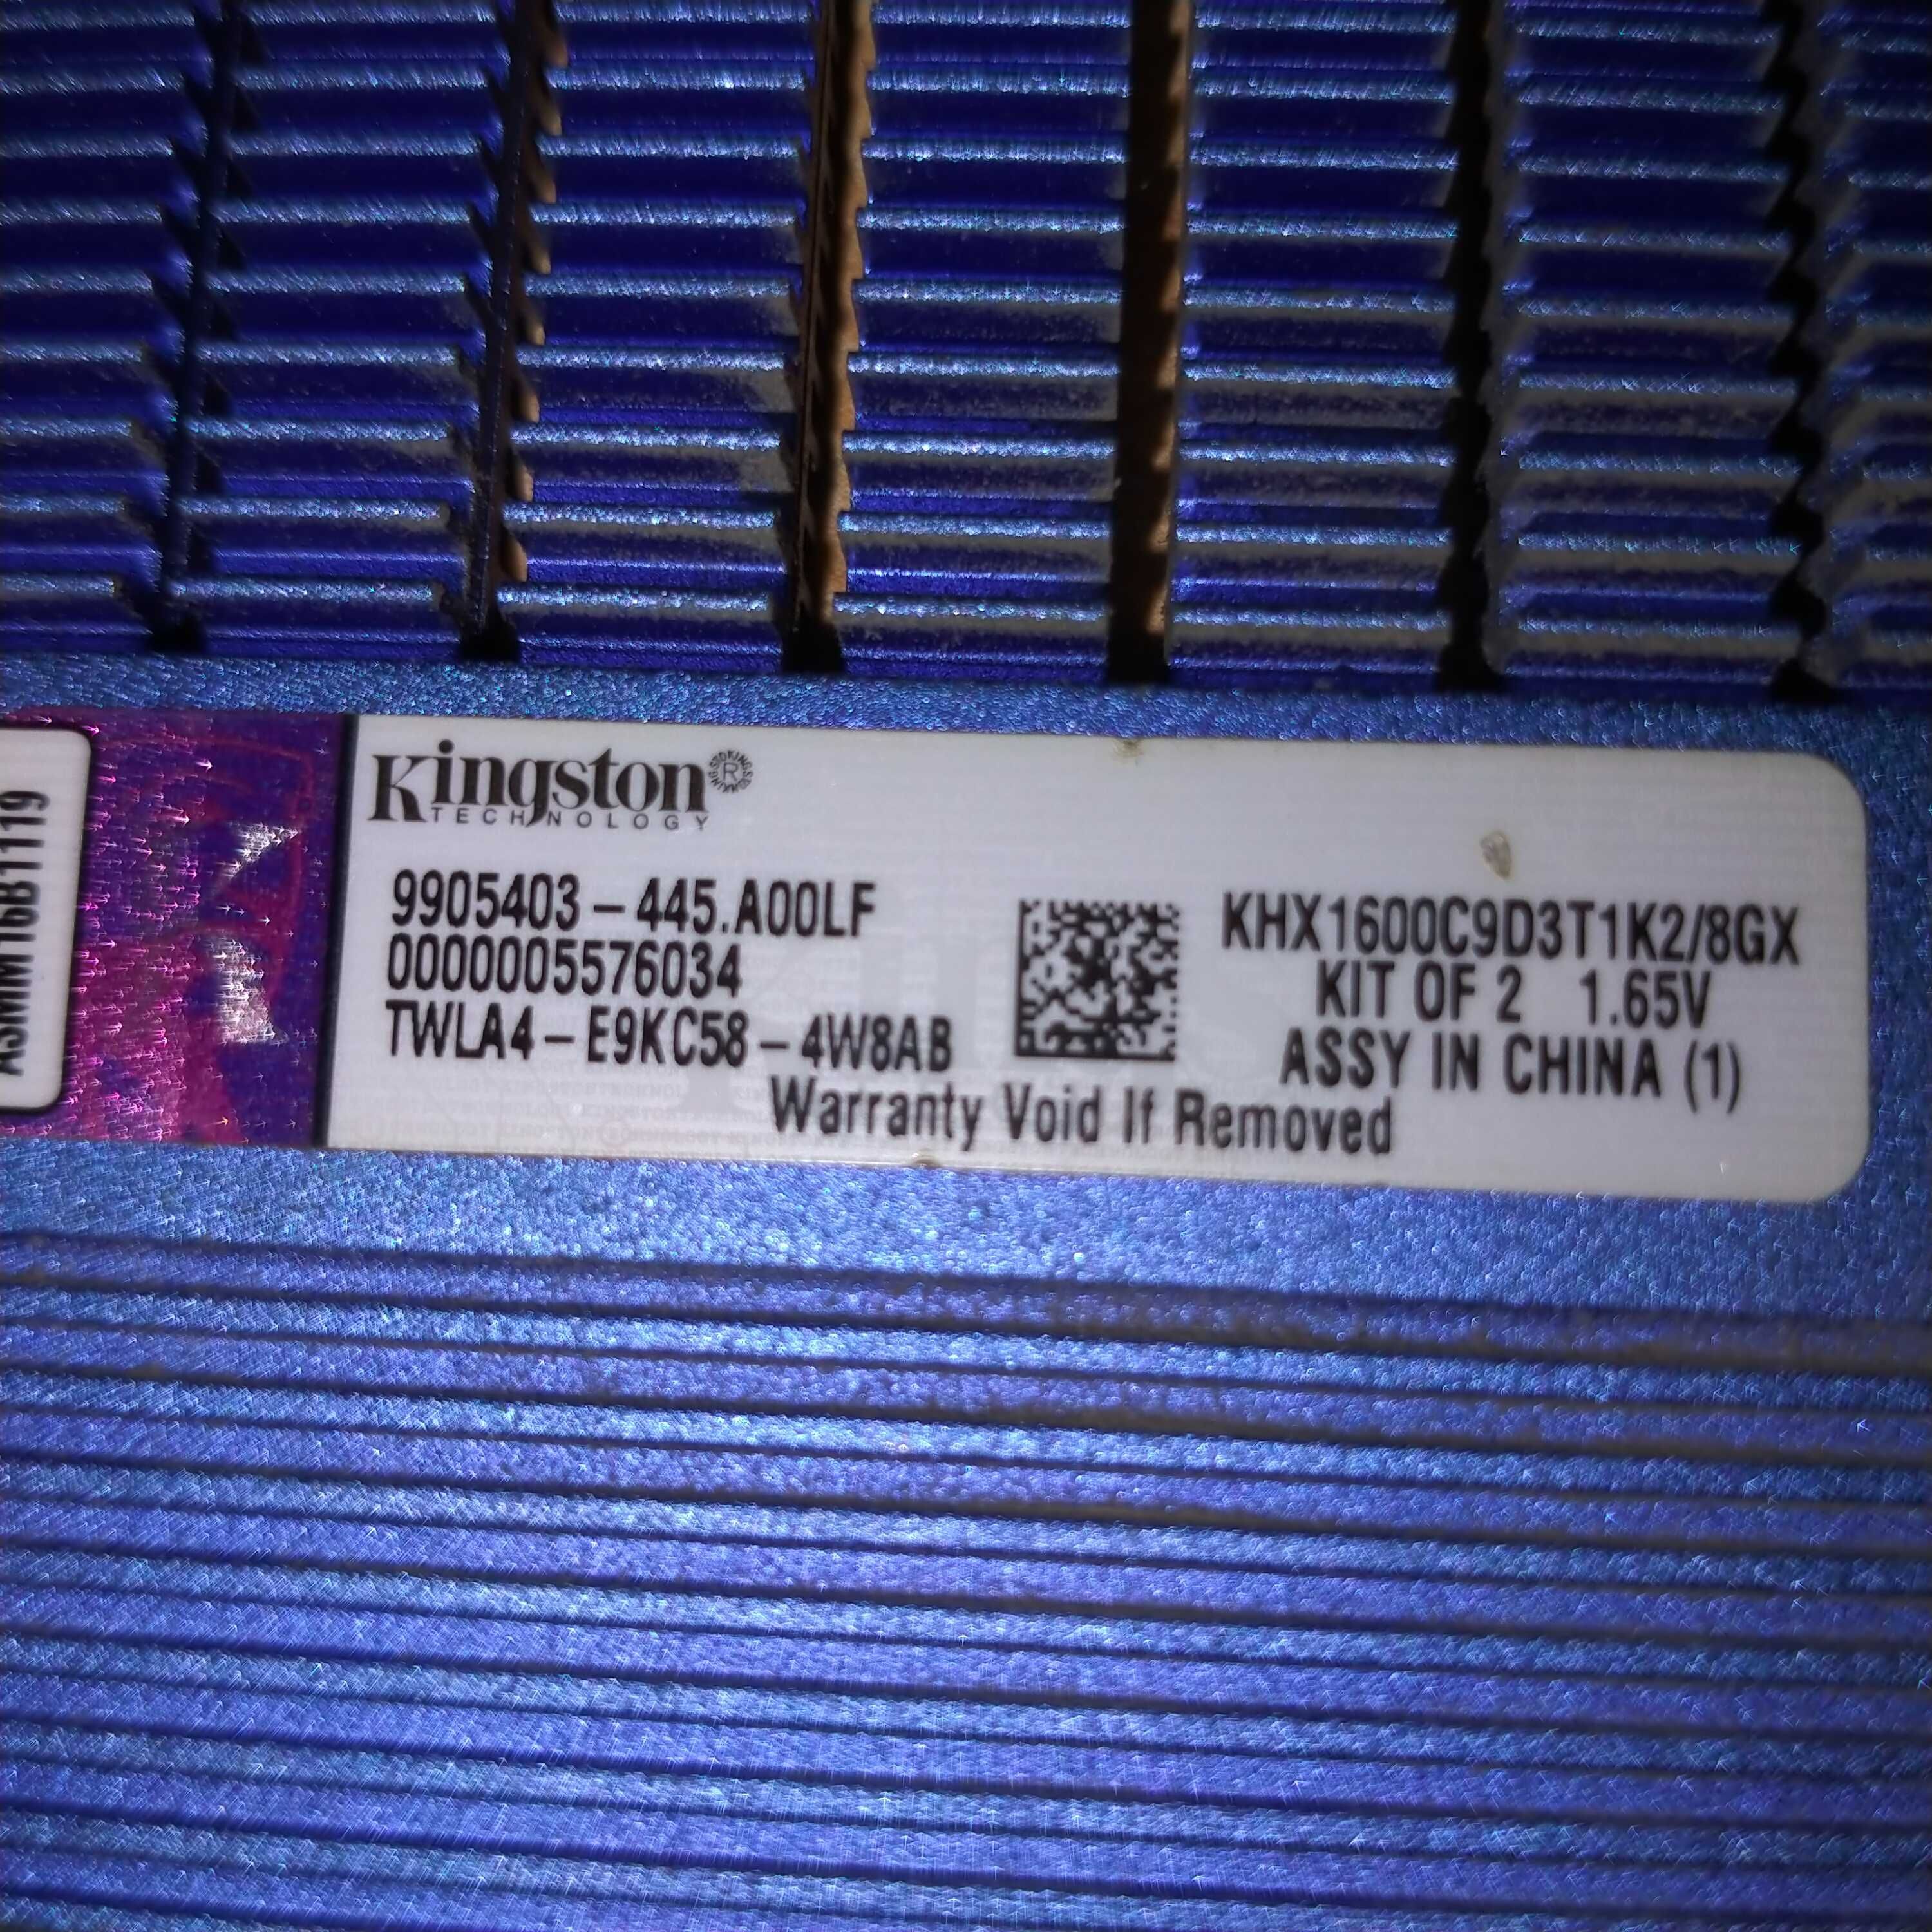 Kingston®
TECHNOLOGY
9905403-445.A00LF
0000005576034
TWLA4-E9KC58-4W8AB
KHX1600C9D3T1K2/8GX
KIT OF 2 1.65V
ASSY IN CHINA (1)
Warranty Void If Removed
ASMM16B1119